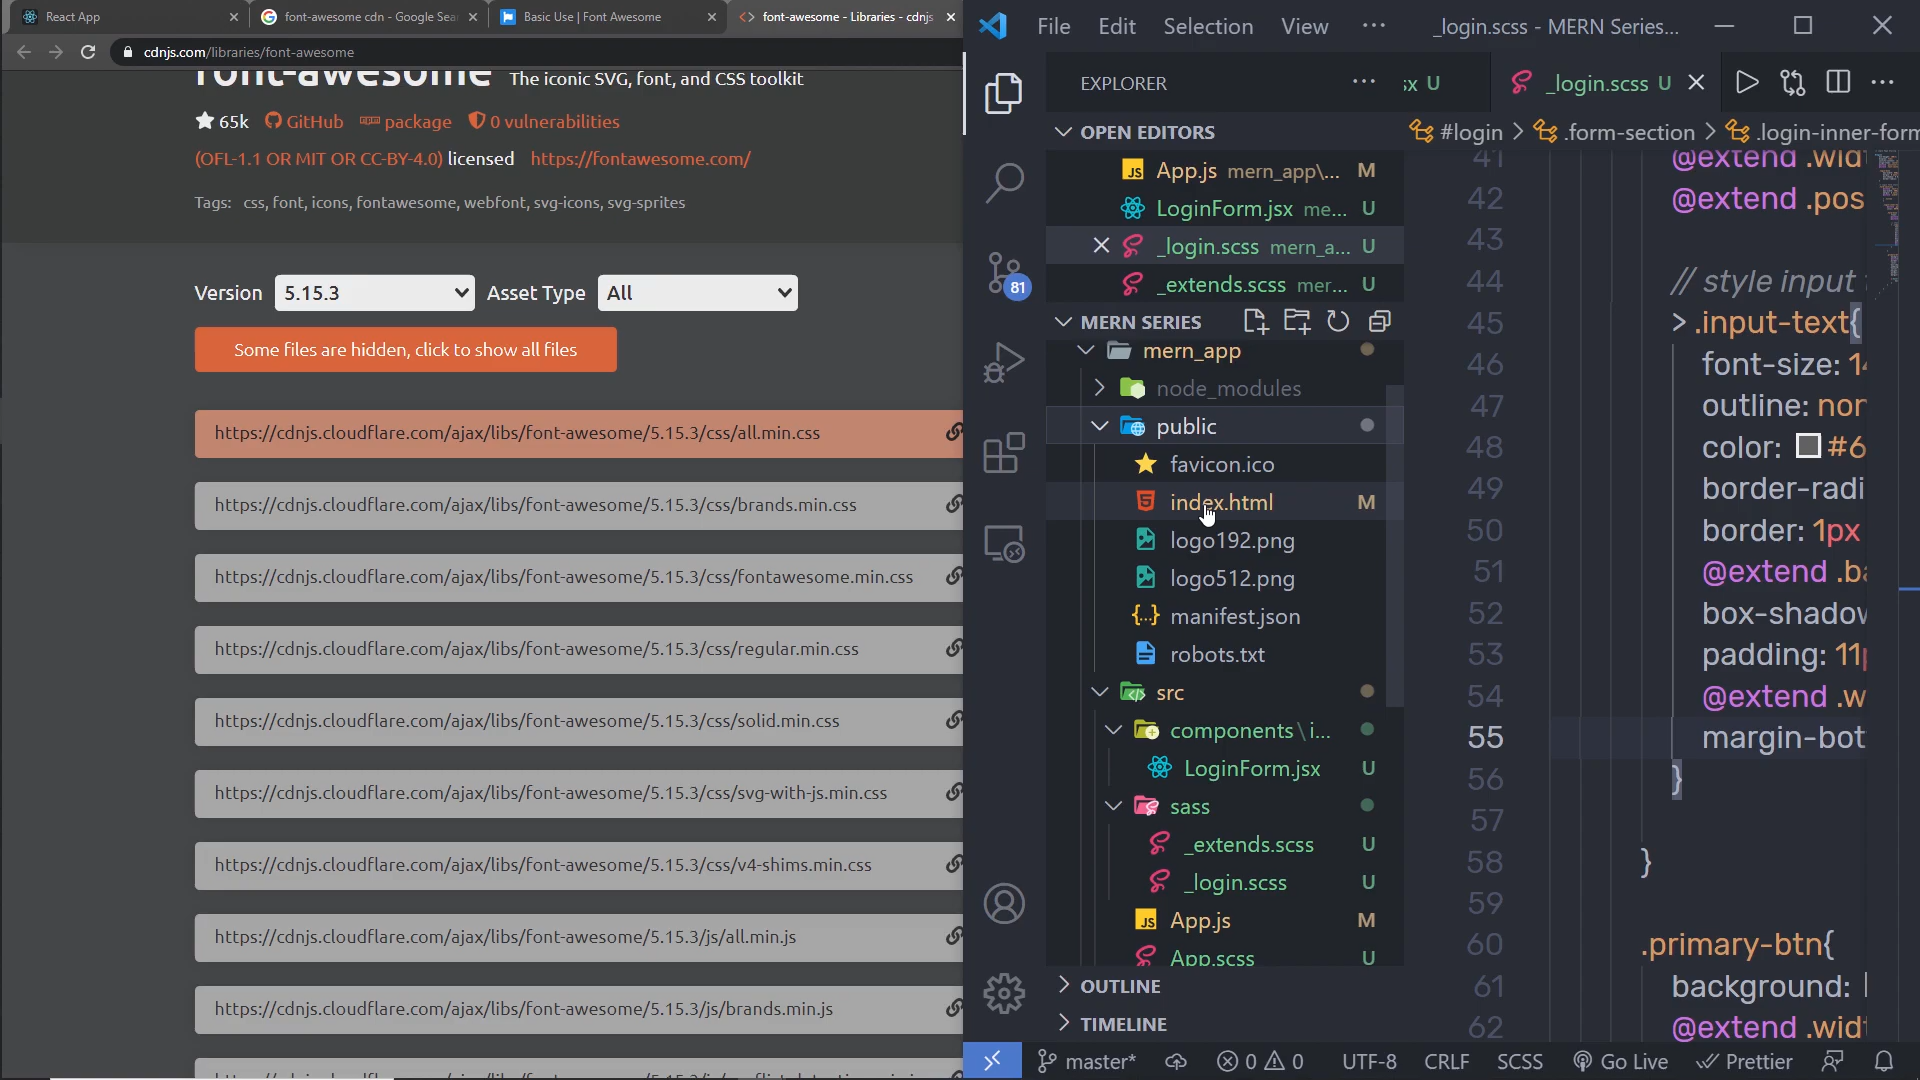 React App
font-awesome cdn - Google Sea
Basic Use | Font Awesome
font-awesome - Libraries - cdnjs
cdnjs.com/libraries/font-awesome
font-awesome The iconic SVG, font, and CSS toolkit
65k GitHub package 0 vulnerabilities
(OFL-1.1 OR MIT OR CC-BY-4.0) licensed https://fontawesome.com/
Tags: css, font, icons, fontawesome, webfont, svg-icons, svg-sprites
Version 5.15.3 Asset Type All
Some files are hidden, click to show all files
https://cdnjs.cloudflare.com/ajax/libs/font-awesome/5.15.3/css/all.min.css
https://cdnjs.cloudflare.com/ajax/libs/font-awesome/5.15.3/css/brands.min.css
https://cdnjs.cloudflare.com/ajax/libs/font-awesome/5.15.3/css/fontawesome.min.css
https://cdnjs.cloudflare.com/ajax/libs/font-awesome/5.15.3/css/regular.min.css
https://cdnjs.cloudflare.com/ajax/libs/font-awesome/5.15.3/css/solid.min.css
https://cdnjs.cloudflare.com/ajax/libs/font-awesome/5.15.3/css/svg-with-js.min.css
https://cdnjs.cloudflare.com/ajax/libs/font-awesome/5.15.3/css/v4-shims.min.css
https://cdnjs.cloudflare.com/ajax/libs/font-awesome/5.15.3/js/all.min.js
https://cdnjs.cloudflare.com/ajax/libs/font-awesome/5.15.3/js/brands.min.js
File Edit Selection View ··· _login.scss - MERN Series...
EXPLORER ···
sx U _login.scss U
OPEN EDITORS
#login > .form-section > .login-inner-form
App.js mern_app\... M
LoginForm.jsx me... U
_login.scss mern_a... U
_extends.scss mer... U
MERN SERIES
mern_app
node_modules
public
favicon.ico
index.html M
logo192.png
logo512.png
manifest.json
robots.txt
src
components\i...
LoginForm.jsx U
sass
_extends.scss U
_login.scss U
App.js M
App.scss U
OUTLINE
TIMELINE
41 @extend .widt
42 @extend .pos
43
44 // style input
45 > .input-text{
46 font-size: 14
47 outline: non
48 color: #6
49 border-radi
50 border: 1px
51 @extend .ba
52 box-shadow
53 padding: 11p
54 @extend .w
55 margin-bot
56 }
57
58 }
59
60 .primary-btn{
61 background:
62 @extend .widt
81
master* 0 0 UTF-8 CRLF SCSS Go Live Prettier